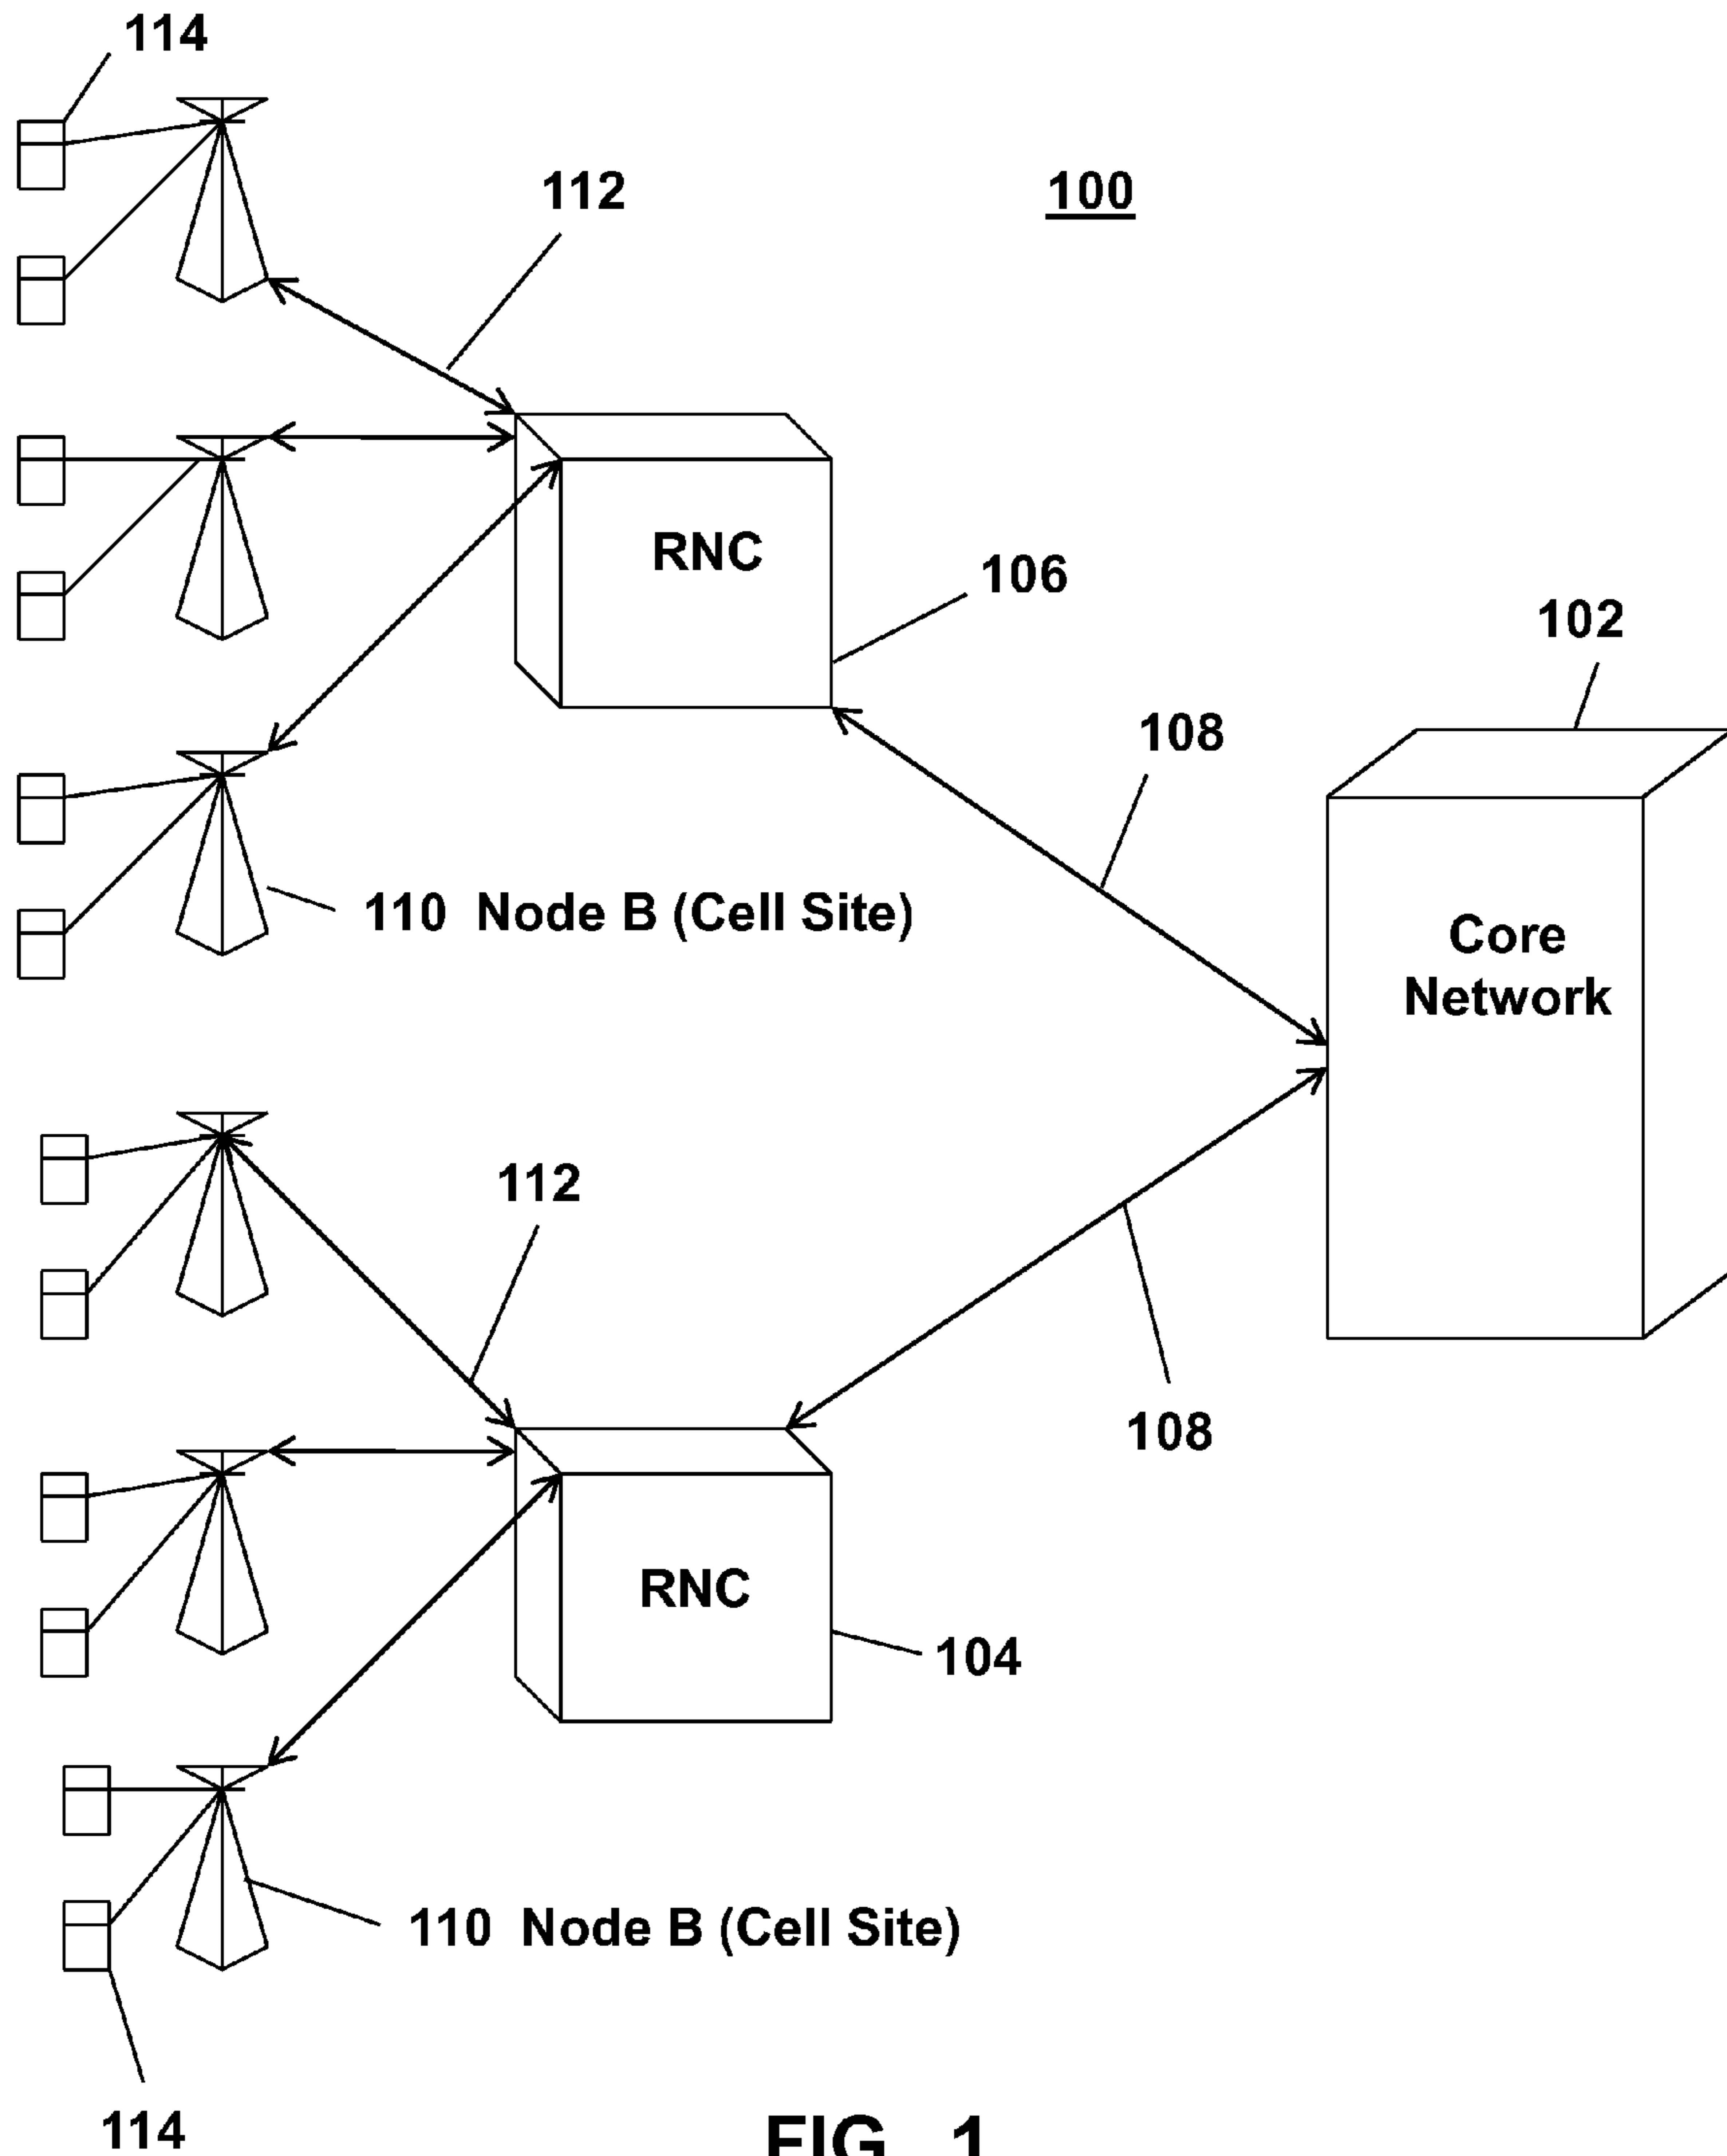 114
112
100
RNC
106
102
108
110 Node B (Cell Site)
Core
Network
112
108
RNC
104
110 Node B (Cell Site)
114
FIG. 1